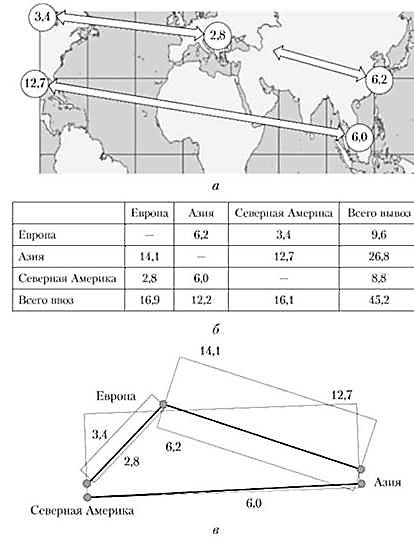 3,4
2,8
12,7
6,2
6,0
а
Европа Азия Северная Америка Всего вывоз
Европа — 6,2 3,4 9,6
Азия 14,1 — 12,7 26,8
Северная Америка 2,8 6,0 — 8,8
Всего ввоз 16,9 12,2 16,1 45,2
б
14,1
Европа
12,7
3,4
6,2
2,8
Азия
6,0
Северная Америка
в